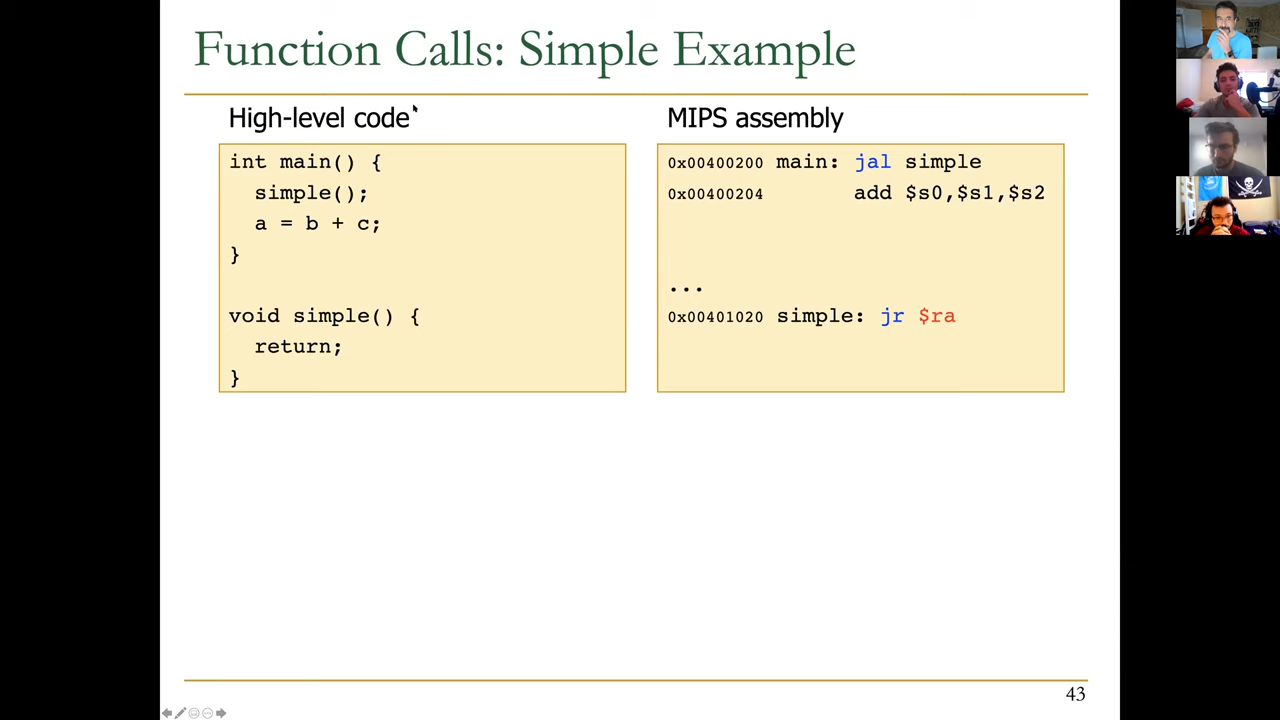 Function Calls: Simple Example
High-level code
int main() {
simple();
a = b + c;
}
void simple() {
return;
}
MIPS assembly
0x00400200 main: jal simple
0x00400204 add $s0,$s1,$s2
...
0x00401020 simple: jr $ra
43